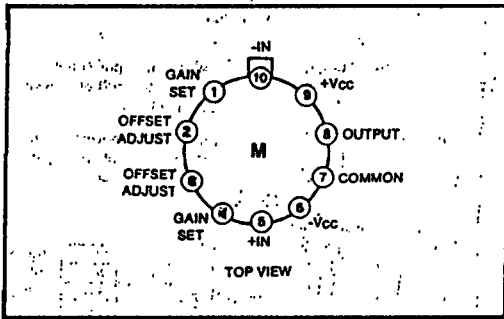 -IN
10
GAIN
SET
1
9
+Vcc
OFFSET
ADJUST
2
8
OUTPUT
M
OFFSET
ADJUST
3
7
COMMON
GAIN
SET
4
5
+IN
6
-Vcc
TOP VIEW